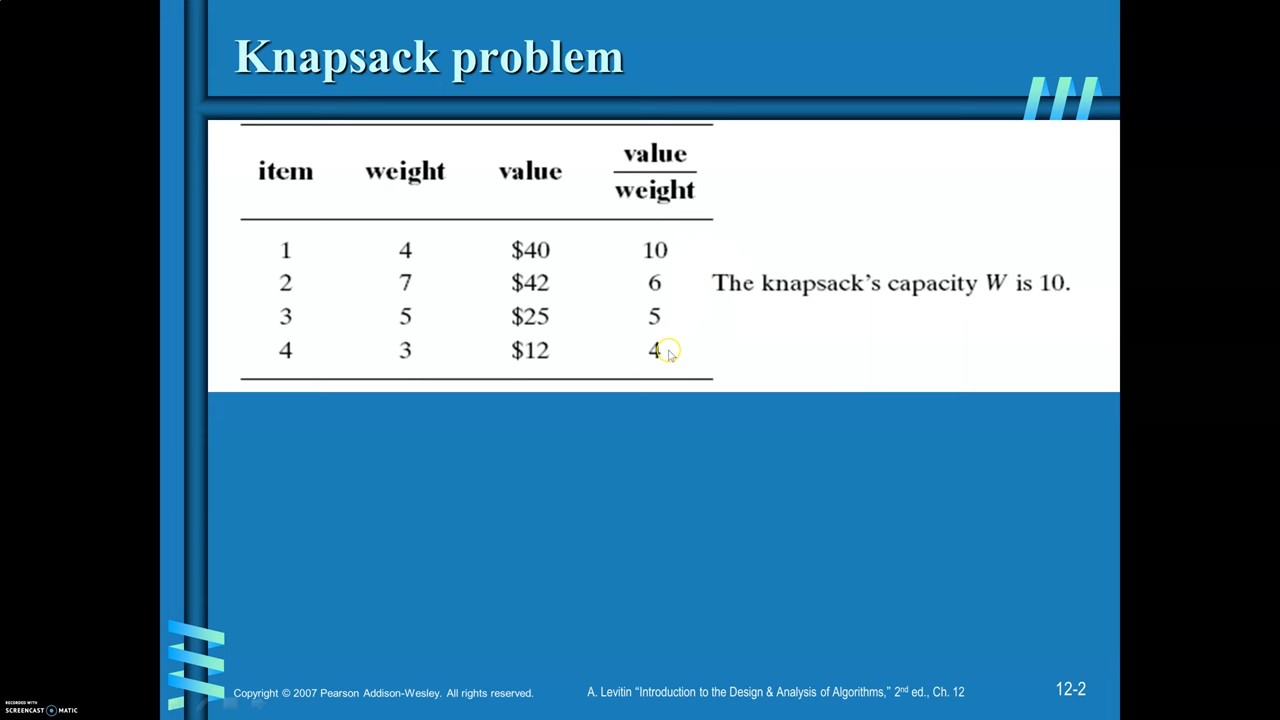 Knapsack problem
item weight value value
weight
1 4 $40 10
2 7 $42 6
The knapsack's capacity W is 10.
3 5 $25 5
4 3 $12 4
Copyright © 2007 Pearson Addison-Wesley. All rights reserved.
A. Levitin “Introduction to the Design & Analysis of Algorithms,” 2nd ed., Ch. 12
12-2
RECORDED WITH
SCREENCAST MATIC